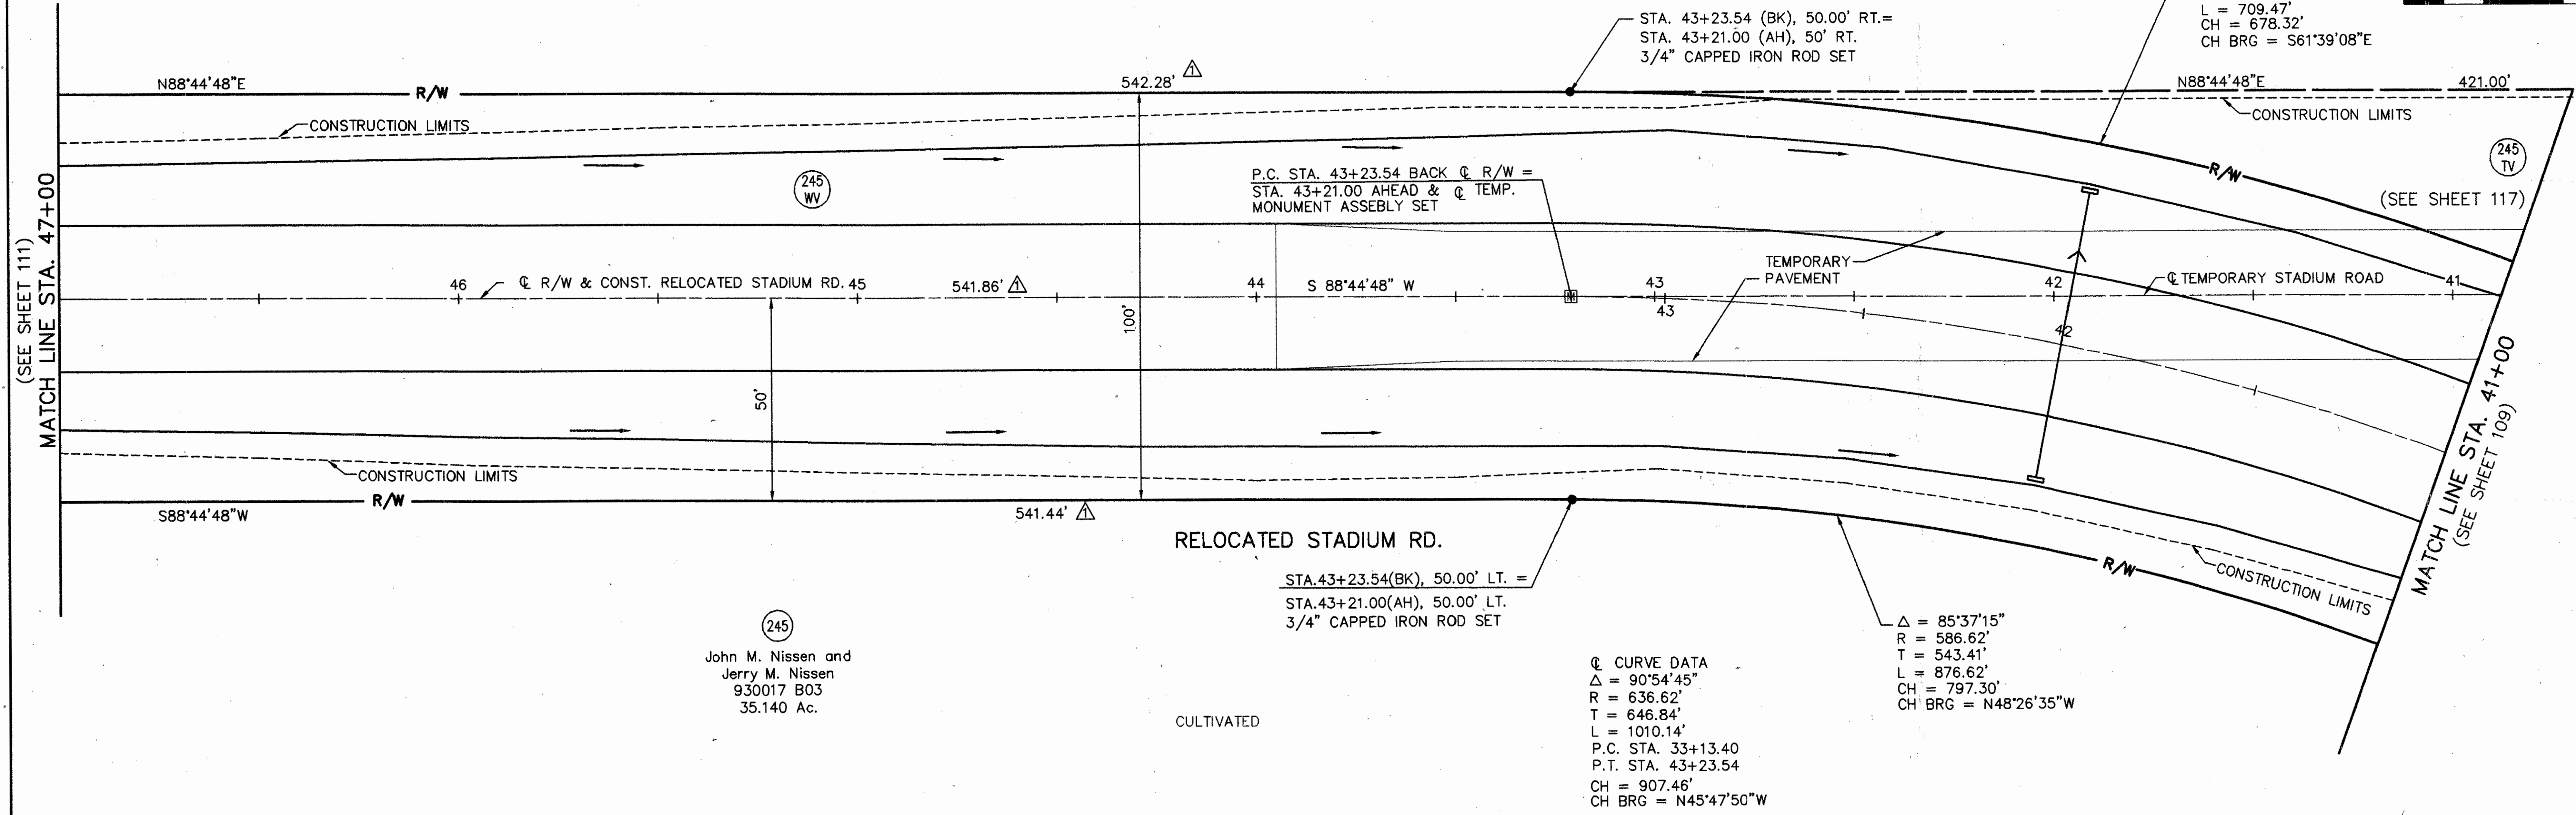 STA. 43+23.54 (BK), 50.00' RT.=
STA. 43+21.00 (AH), 50' RT.
3/4" CAPPED IRON ROD SET
L = 709.47'
CH = 678.32'
CH BRG = S61°39'08"E
N88°44'48"E
R/W
542.28' 1
N88°44'48"E
421.00'
CONSTRUCTION LIMITS
CONSTRUCTION LIMITS
245
WV
P.C. STA. 43+23.54 BACK ℄ R/W =
STA. 43+21.00 AHEAD & ℄ TEMP.
MONUMENT ASSEBLY SET
R/W
245
TV
(SEE SHEET 117)
(SEE SHEET 111)
MATCH LINE STA. 47+00
46
℄ R/W & CONST. RELOCATED STADIUM RD.
45
541.86' 1
44
S 88°44'48" W
M
TEMPORARY
PAVEMENT
43
43
42
42
℄ TEMPORARY STADIUM ROAD
41
100'
50'
MATCH LINE STA. 41+00
(SEE SHEET 109)
CONSTRUCTION LIMITS
R/W
S88°44'48"W
541.44' 1
RELOCATED STADIUM RD.
R/W
CONSTRUCTION LIMITS
STA.43+23.54(BK), 50.00' LT. =
STA.43+21.00(AH), 50.00' LT.
3/4" CAPPED IRON ROD SET
245
John M. Nissen and
Jerry M. Nissen
930017 B03
35.140 Ac.
CULTIVATED
℄ CURVE DATA
Δ = 90°54'45"
R = 636.62'
T = 646.84'
L = 1010.14'
P.C. STA. 33+13.40
P.T. STA. 43+23.54
CH = 907.46'
CH BRG = N45°47'50"W
Δ = 85°37'15"
R = 586.62'
T = 543.41'
L = 876.62'
CH = 797.30'
CH BRG = N48°26'35"W